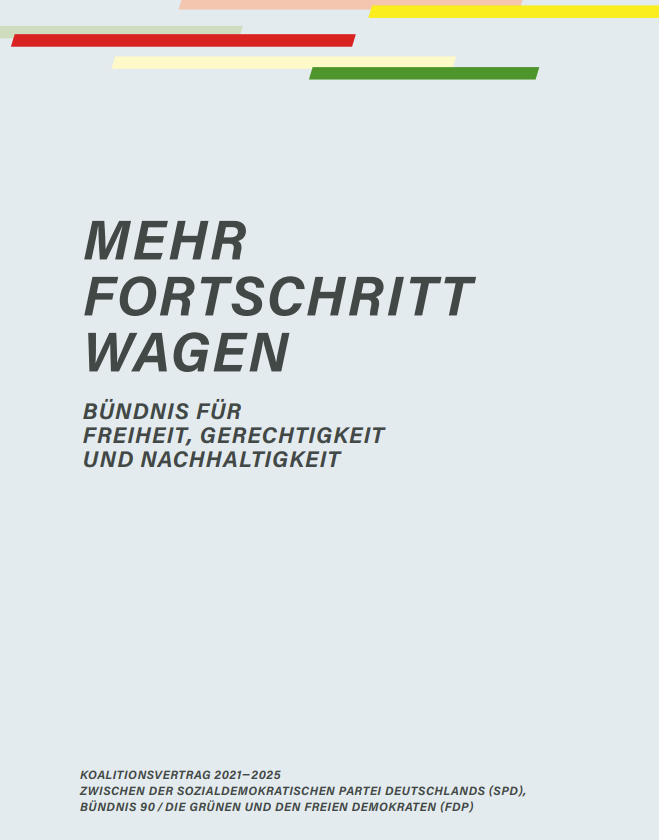 MEHR
FORTSCHRITT
WAGEN
BÜNDNIS FÜR
FREIHEIT, GERECHTIGKEIT
UND NACHHALTIGKEIT
KOALITIONSVERTRAG 2021–2025
ZWISCHEN DER SOZIALDEMOKRATISCHEN PARTEI DEUTSCHLANDS (SPD),
BÜNDNIS 90 / DIE GRÜNEN UND DEN FREIEN DEMOKRATEN (FDP)